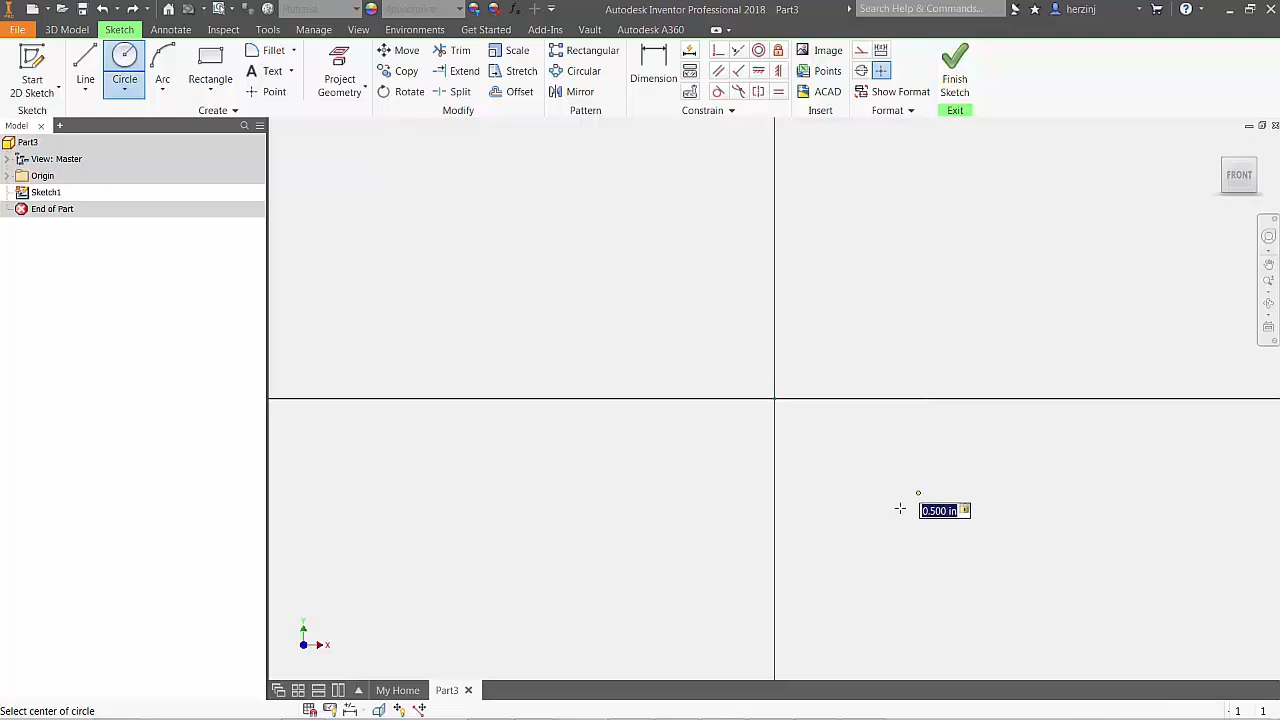 Material
Appearance
Autodesk Inventor Professional 2018 Part3
Search Help & Commands...
herzinj
File
3D Model
Sketch
Annotate
Inspect
Tools
Manage
View
Environments
Get Started
Add-Ins
Vault
Autodesk A360
Start
2D Sketch
Line
Circle
Arc
Rectangle
Fillet
Text
Point
Project
Geometry
Move
Copy
Rotate
Trim
Extend
Split
Scale
Stretch
Offset
Rectangular
Circular
Mirror
Dimension
Image
Points
ACAD
Show Format
Finish
Sketch
Sketch
Create
Modify
Pattern
Constrain
Insert
Format
Exit
Model
Part3
View: Master
Origin
Sketch1
End of Part
FRONT
0.500 in
Y
X
My Home
Part3
Select center of circle
1
1